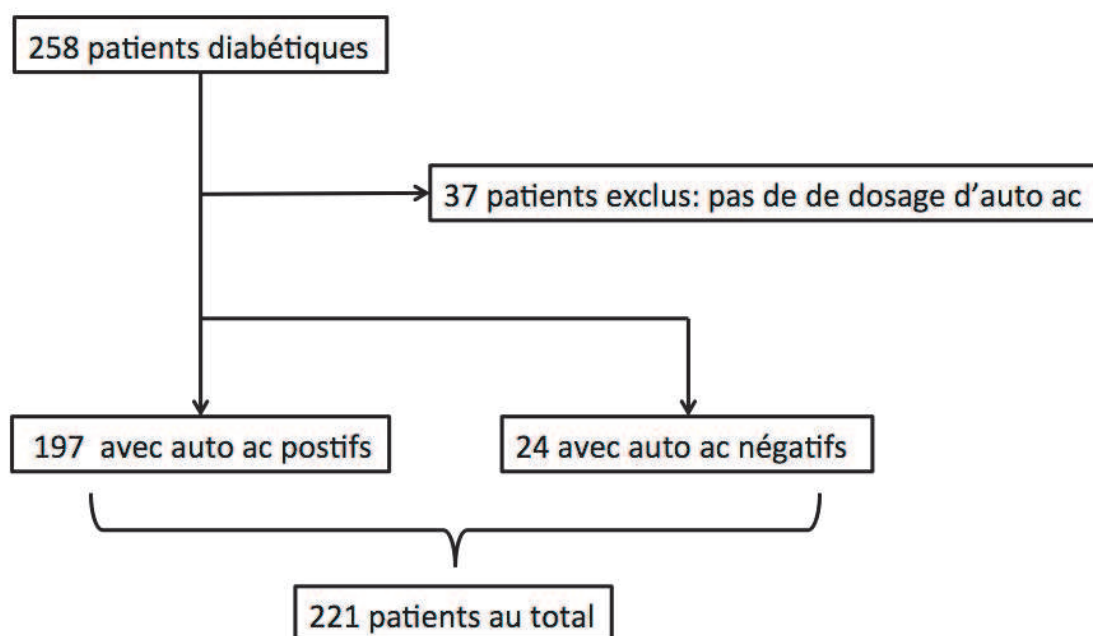 258 patients diabétiques
37 patients exclus: pas de de dosage d’auto ac
197 avec auto ac postifs
24 avec auto ac négatifs
221 patients au total